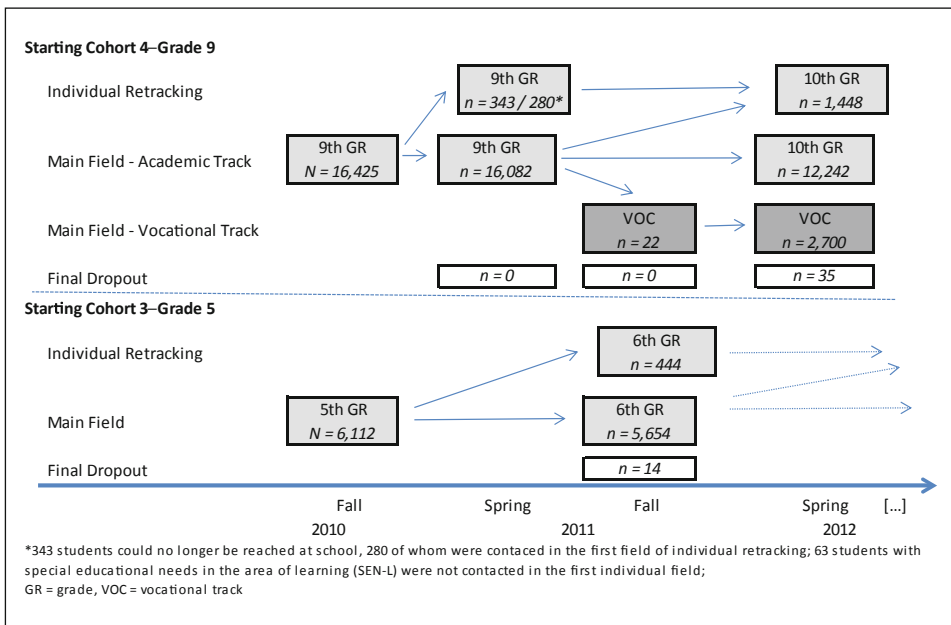 Starting Cohort 4–Grade 9
Individual Retracking
9th GR
n = 343 / 280*
10th GR
n = 1,448
Main Field - Academic Track
9th GR
N = 16,425
9th GR
n = 16,082
10th GR
n = 12,242
Main Field - Vocational Track
VOC
n = 22
VOC
n = 2,700
Final Dropout
n = 0
n = 0
n = 35
Starting Cohort 3–Grade 5
Individual Retracking
6th GR
n = 444
Main Field
5th GR
N = 6,112
6th GR
n = 5,654
Final Dropout
n = 14
Fall Spring Fall Spring [...]
2010 2011 2012
*343 students could no longer be reached at school, 280 of whom were contaced in the first field of individual retracking; 63 students with
special educational needs in the area of learning (SEN-L) were not contacted in the first individual field;
GR = grade, VOC = vocational track